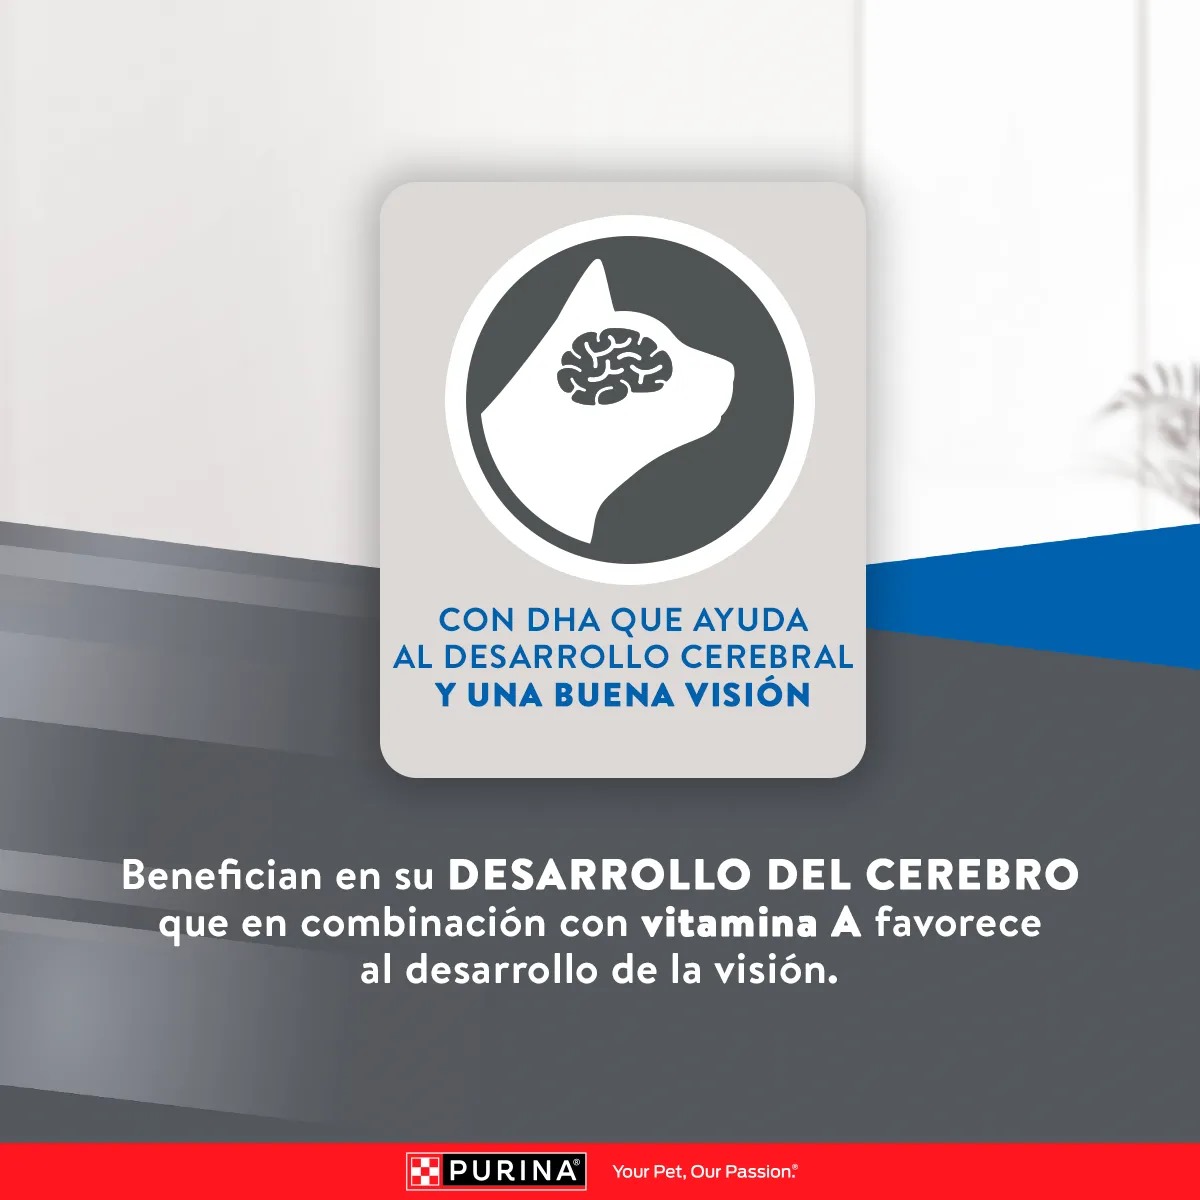 CON DHA QUE AYUDA
AL DESARROLLO CEREBRAL
Y UNA BUENA VISIÓN
Benefician en su DESARROLLO DEL CEREBRO
que en combinación con vitamina A favorece
al desarrollo de la visión.
PURINA® Your Pet, Our Passion.®